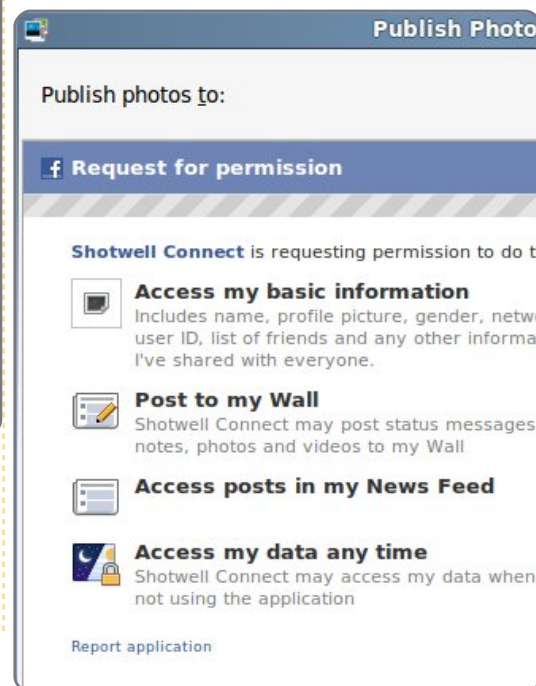 Publish Photo
Publish photos to:
f Request for permission
Shotwell Connect is requesting permission to do t
Access my basic information
Includes name, profile picture, gender, netw
user ID, list of friends and any other informa
I've shared with everyone.
Post to my Wall
Shotwell Connect may post status messages
notes, photos and videos to my Wall
Access posts in my News Feed
Access my data any time
Shotwell Connect may access my data when
not using the application
Report application